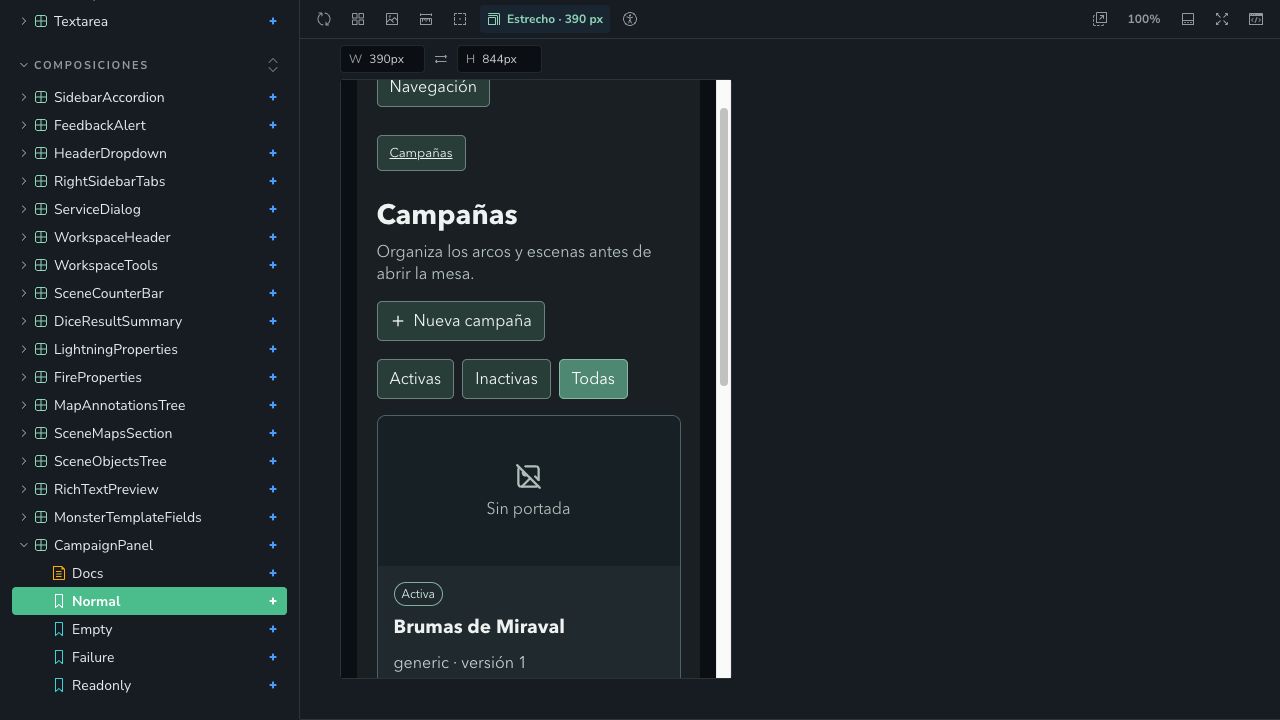 Textarea
COMPOSICIONES
SidebarAccordion
FeedbackAlert
HeaderDropdown
RightSidebarTabs
ServiceDialog
WorkspaceHeader
WorkspaceTools
SceneCounterBar
DiceResultSummary
LightningProperties
FireProperties
MapAnnotationsTree
SceneMapsSection
SceneObjectsTree
RichTextPreview
MonsterTemplateFields
CampaignPanel
Docs
Normal
Empty
Failure
Readonly
Estrecho · 390 px
100%
W 390px
H 844px
Navegación
Campañas
Campañas
Organiza los arcos y escenas antes de
abrir la mesa.
+ Nueva campaña
Activas Inactivas Todas
Sin portada
Activa
Brumas de Miraval
generic · versión 1